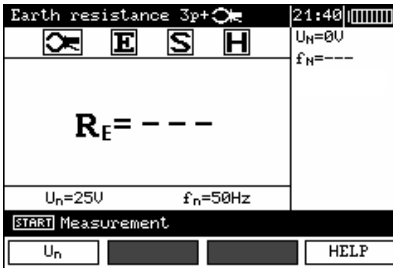 Earth resistance 3p+ 21:40
E S H
UN=0V
fN=---
RE= ---
Un=25V fn=50Hz
START Measurement
Un HELP